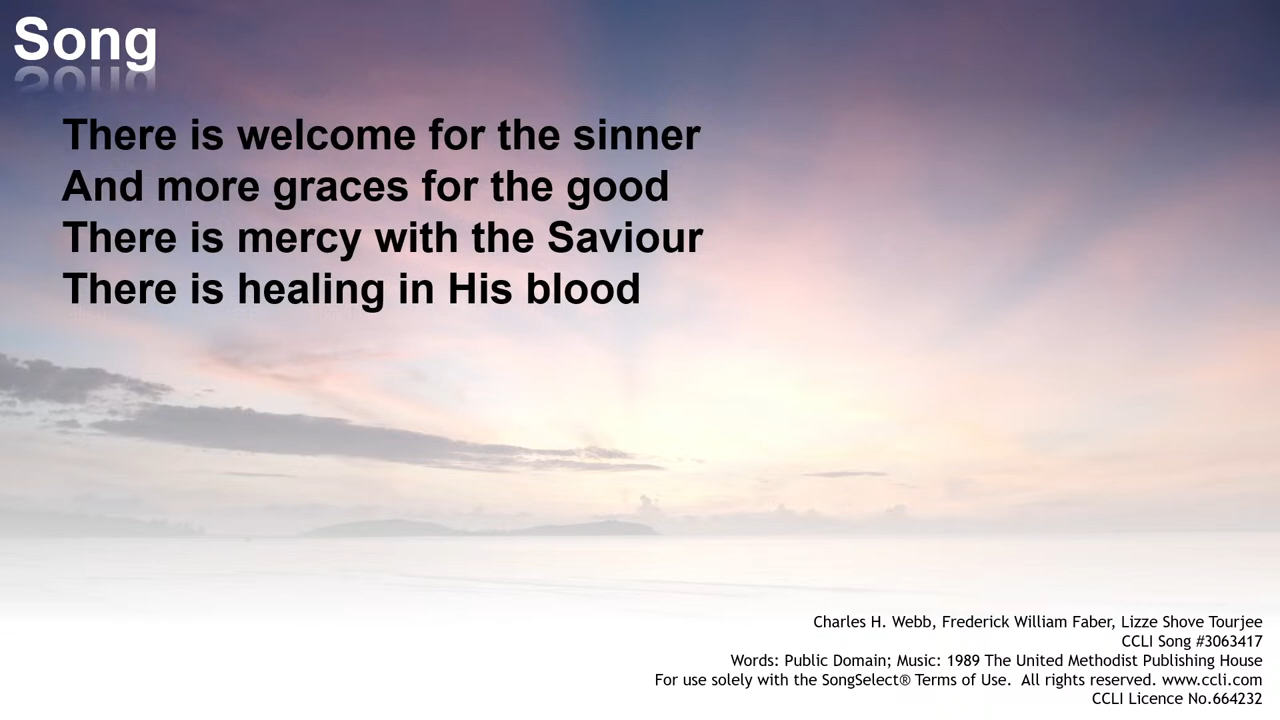 Song
There is welcome for the sinner
And more graces for the good
There is mercy with the Saviour
There is healing in His blood
Charles H. Webb, Frederick William Faber, Lizze Shove Tourjee
CCLI Song #3063417
Words: Public Domain; Music: 1989 The United Methodist Publishing House
For use solely with the SongSelect® Terms of Use.  All rights reserved. www.ccli.com
CCLI Licence No.664232